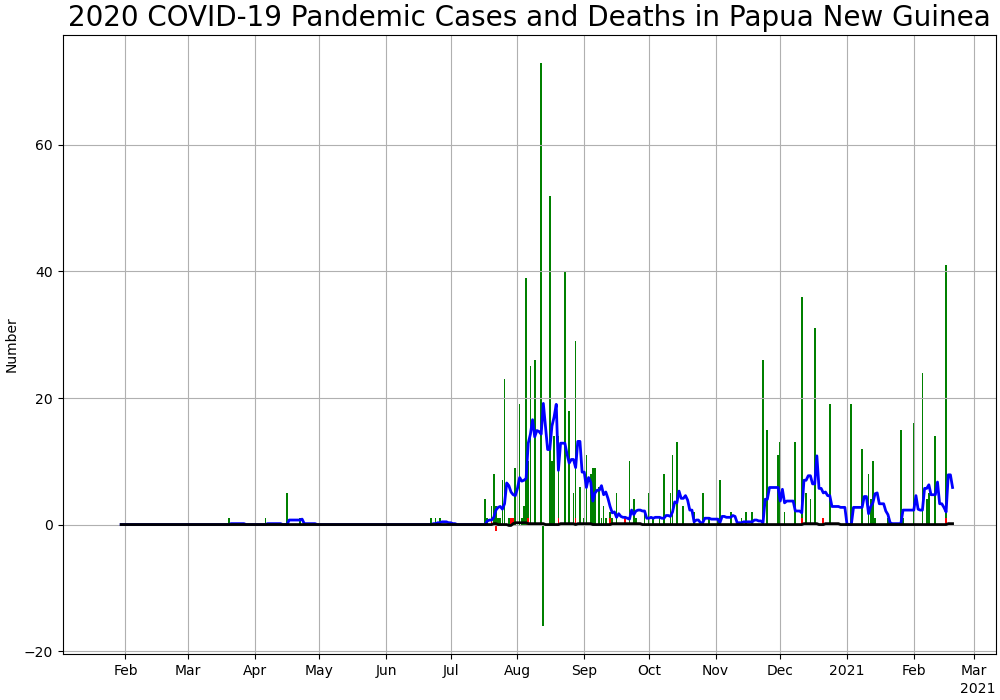 2020 COVID-19 Pandemic Cases and Deaths in Papua New Guinea
Number
60
40
20
0
−20
Feb Mar Apr May Jun Jul Aug Sep Oct Nov Dec 2021 Feb Mar
2021